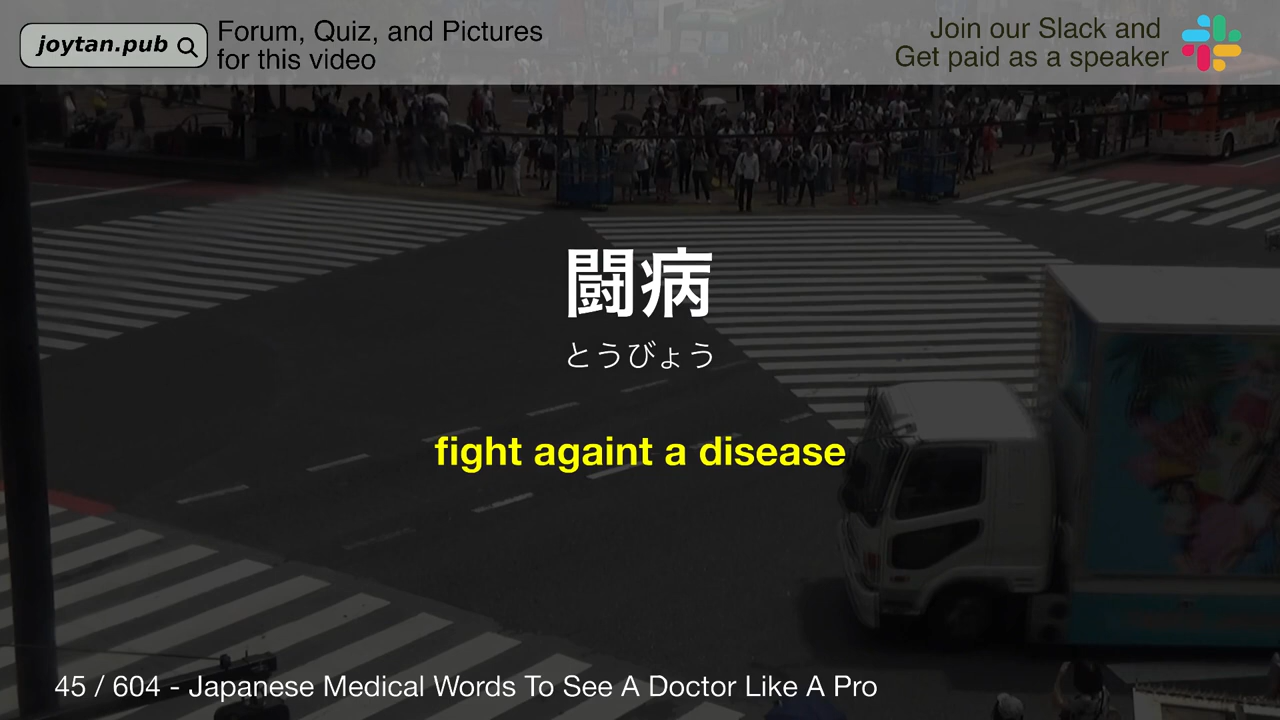 joytan.pub
Forum, Quiz, and Pictures
for this video
Join our Slack and
Get paid as a speaker
闘病
とうびょう
fight againt a disease
45 / 604 - Japanese Medical Words To See A Doctor Like A Pro